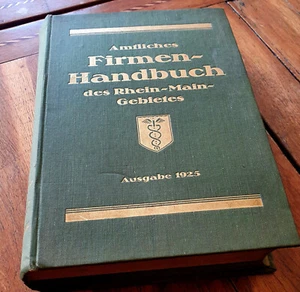 Amtliches
Firmen-
Handbuch
des Rhein-Main-
Gebietes
Ausgabe 1925